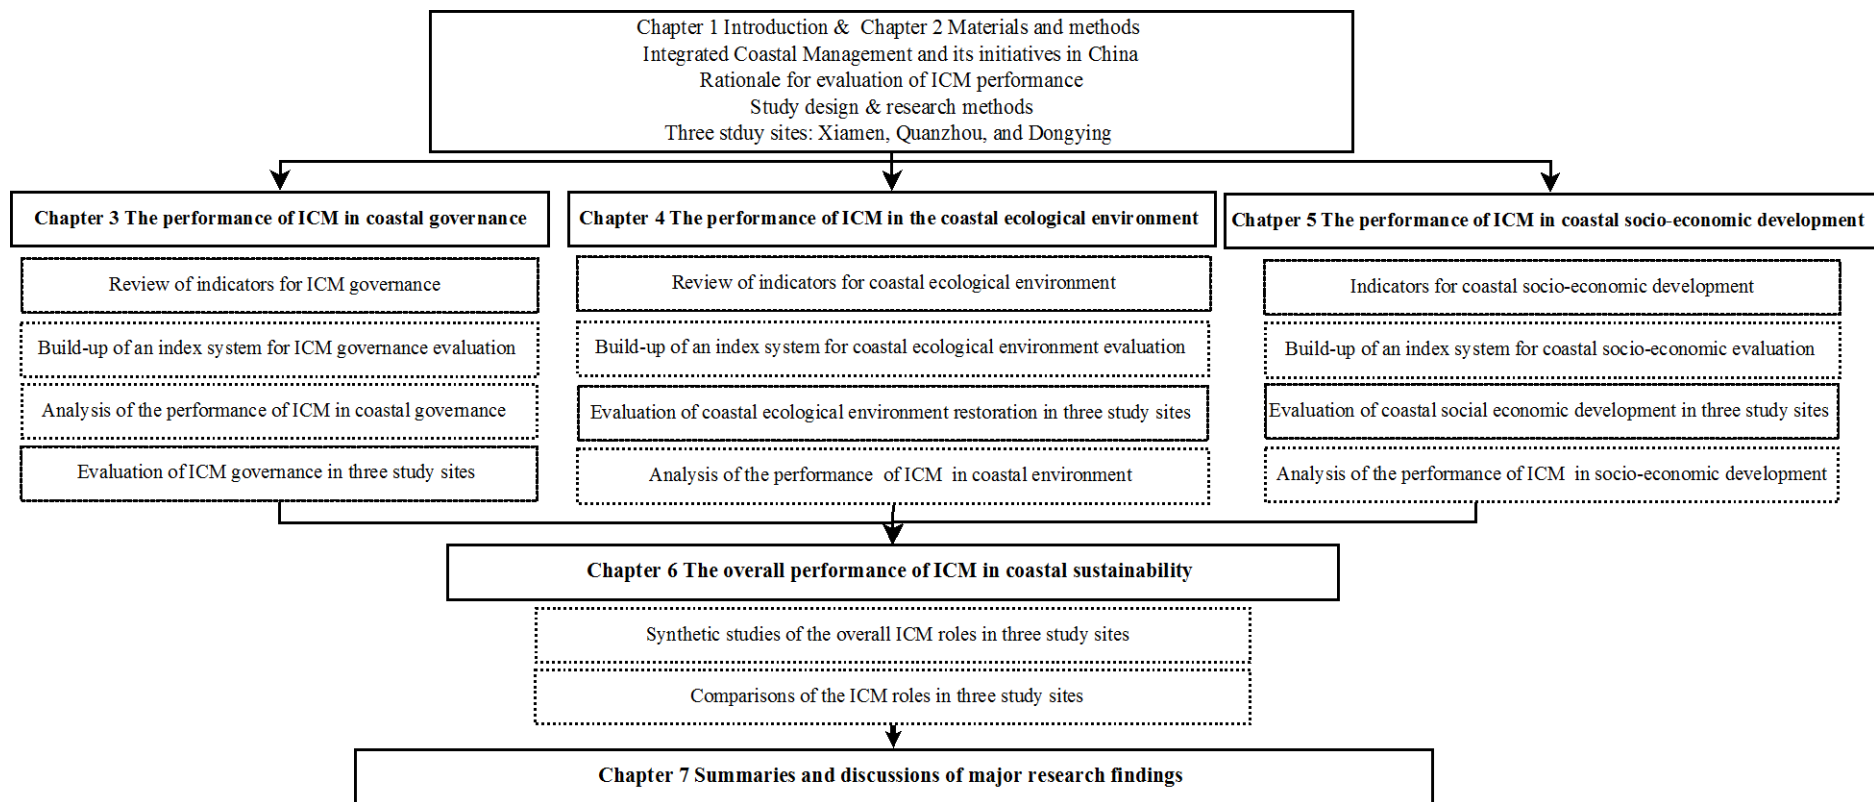 Chapter 1 Introduction & Chapter 2 Materials and methods
Integrated Coastal Management and its initiatives in China
Rationale for evaluation of ICM performance
Study design & research methods
Three stduy sites: Xiamen, Quanzhou, and Dongying
Chapter 3 The performance of ICM in coastal governance
Review of indicators for ICM governance
Build-up of an index system for ICM governance evaluation
Analysis of the performance of ICM in coastal governance
Evaluation of ICM governance in three study sites
Chapter 4 The performance of ICM in the coastal ecological environment
Review of indicators for coastal ecological environment
Build-up of an index system for coastal ecological environment evaluation
Evaluation of coastal ecological environment restoration in three study sites
Analysis of the performance of ICM in coastal environment
Chatper 5 The performance of ICM in coastal socio-economic development
Indicators for coastal socio-economic development
Build-up of an index system for coastal socio-economic evaluation
Evaluation of coastal social economic development in three study sites
Analysis of the performance of ICM in socio-economic development
Chapter 6 The overall performance of ICM in coastal sustainability
Synthetic studies of the overall ICM roles in three study sites
Comparisons of the ICM roles in three study sites
Chapter 7 Summaries and discussions of major research findings